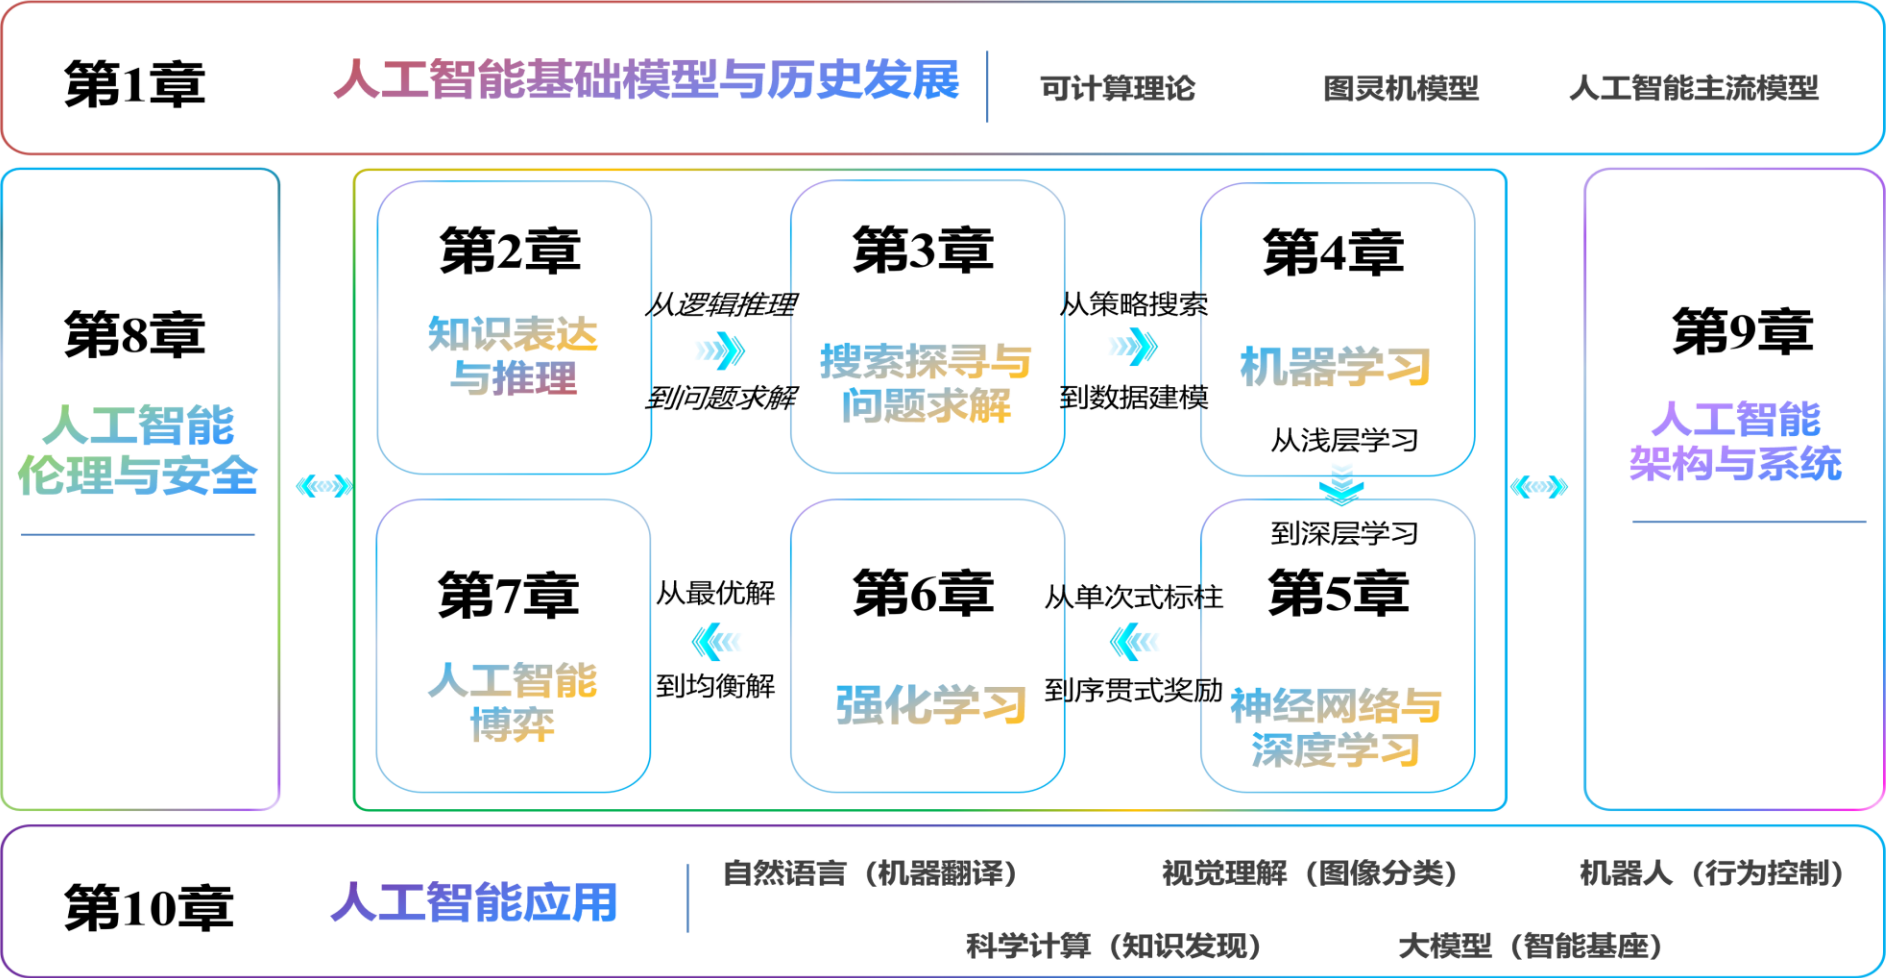 第1章
人工智能基础模型与历史发展
可计算理论
图灵机模型
人工智能主流模型
第8章
人工智能
伦理与安全
第2章
知识表达
与推理
从逻辑推理
到问题求解
第3章
搜索探寻与
问题求解
从策略搜索
到数据建模
第4章
机器学习
从浅层学习
到深层学习
第5章
神经网络与
深度学习
从单次式标柱
到序贯式奖励
第6章
强化学习
从最优解
到均衡解
第7章
人工智能
博弈
第9章
人工智能
架构与系统
第10章
人工智能应用
自然语言（机器翻译）
视觉理解（图像分类）
机器人（行为控制）
科学计算（知识发现）
大模型（智能基座）